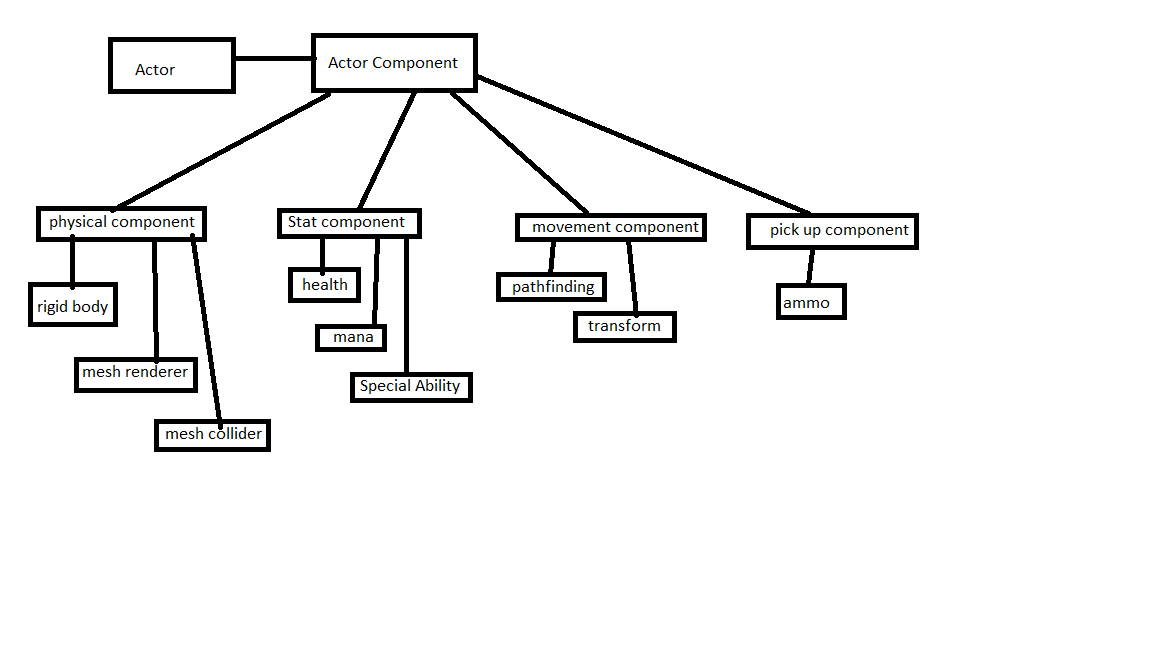 Actor
Actor Component
physical component
Stat component
movement component
pick up component
rigid body
mesh renderer
mesh collider
health
mana
Special Ability
pathfinding
transform
ammo